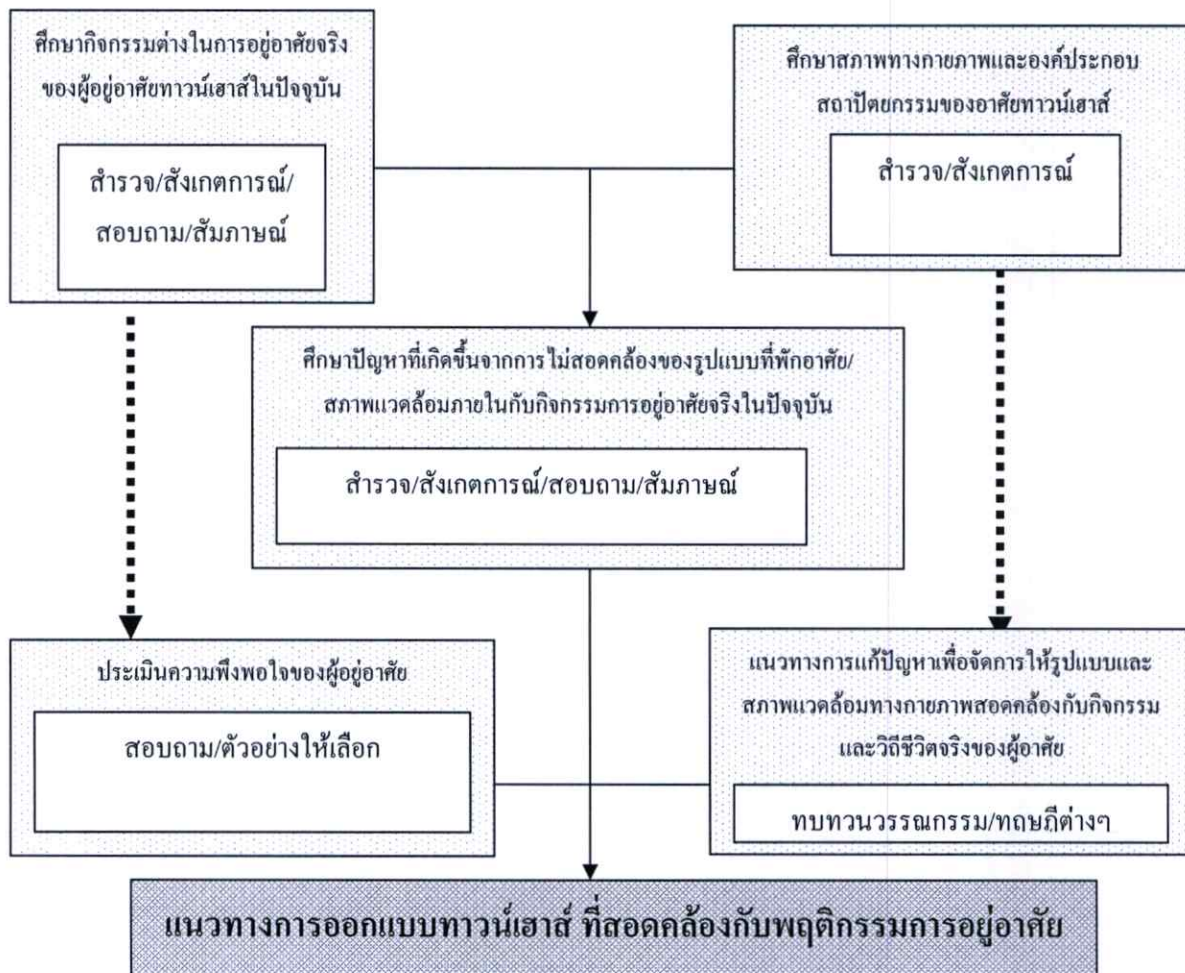 ศึกษากิจกรรมต่างในการอยู่อาศัยจริง
ของผู้อยู่อาศัยทาวน์เฮาส์ในปัจจุบัน
สำรวจ/สังเกตการณ์/
สอบถาม/สัมภาษณ์
ศึกษาสภาพทางกายภาพและองค์ประกอบ
สถาปัตยกรรมของอาศัยทาวน์เฮาส์
สำรวจ/สังเกตการณ์
ศึกษาปัญหาที่เกิดขึ้นจากการไม่สอดคล้องของรูปแบบที่พักอาศัย/
สภาพแวดล้อมภายในกับกิจกรรมการอยู่อาศัยจริงในปัจจุบัน
สำรวจ/สังเกตการณ์/สอบถาม/สัมภาษณ์
ประเมินความพึงพอใจของผู้อยู่อาศัย
สอบถาม/ตัวอย่างให้เลือก
แนวทางการแก้ปัญหาเพื่อจัดการให้รูปแบบและ
สภาพแวดล้อมทางกายภาพสอดคล้องกับกิจกรรม
และวิถีชีวิตจริงของผู้อาศัย
ทบทวนวรรณกรรม/ทฤษฎีต่างๆ
แนวทางการออกแบบทาวน์เฮาส์ ที่สอดคล้องกับพฤติกรรมการอยู่อาศัย